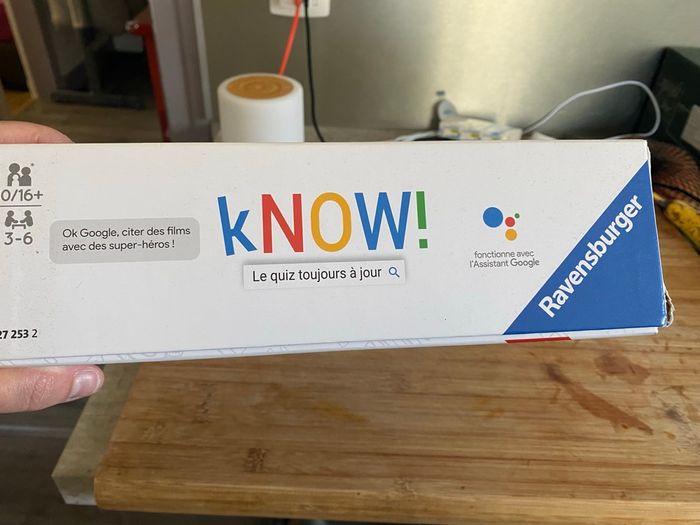 0/16+
3-6
27 253 2
Ok Google, citer des films
avec des super-héros !
kNOW!
Le quiz toujours à jour
fonctionne avec
l'Assistant Google
Ravensburger